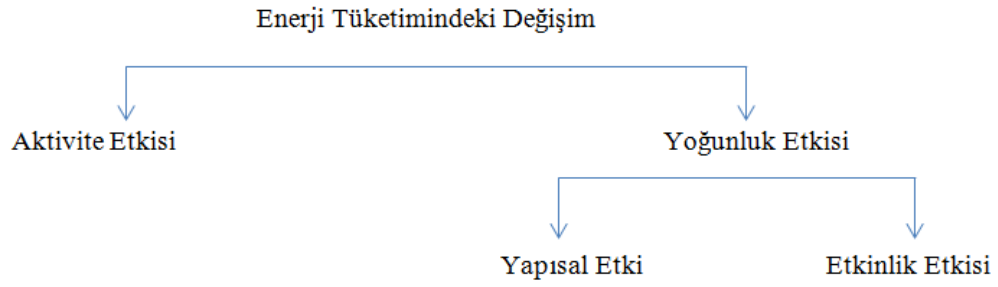 Enerji Tüketimindeki Değişim
Aktivite Etkisi
Yoğunluk Etkisi
Yapısal Etki
Etkinlik Etkisi